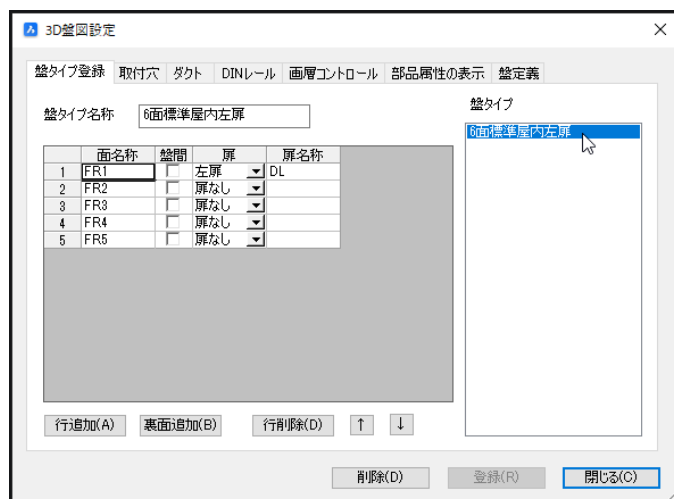 3D盤図設定
盤タイプ登録 取付穴 ダクト DINレール 画層コントロール 部品属性の表示 盤定義
盤タイプ名称 6面標準屋内左扉
盤タイプ
6面標準屋内左扉
面名称 盤間 扉 扉名称
1 FR1 左扉 DL
2 FR2 扉なし
3 FR3 扉なし
4 FR4 扉なし
5 FR5 扉なし
行追加(A) 裏面追加(B) 行削除(D) ↑ ↓
削除(D) 登録(R) 閉じる(C)